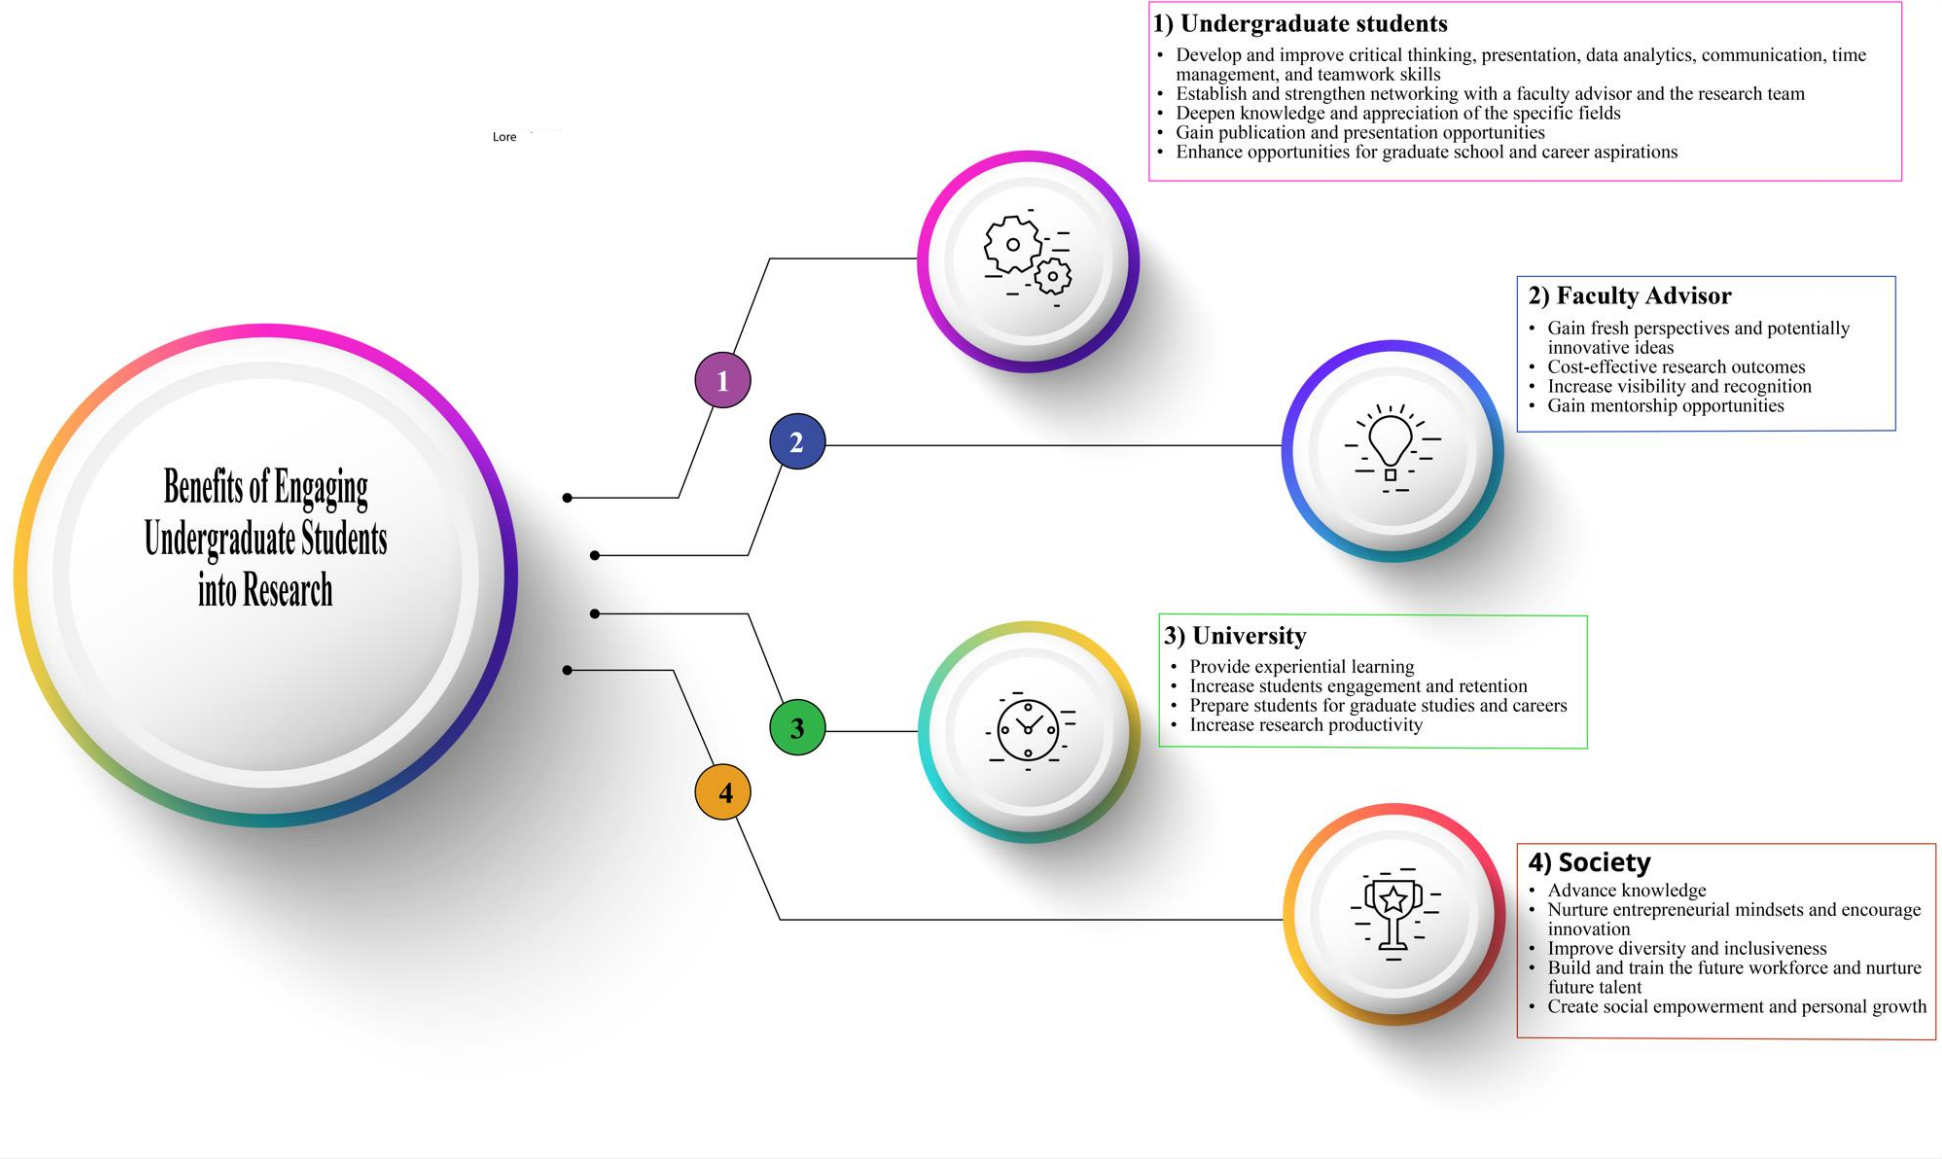 1) Undergraduate students
• Develop and improve critical thinking, presentation, data analytics, communication, time
management, and teamwork skills
• Establish and strengthen networking with a faculty advisor and the research team
• Deepen knowledge and appreciation of the specific fields
• Gain publication and presentation opportunities
• Enhance opportunities for graduate school and career aspirations
Lore
2) Faculty Advisor
• Gain fresh perspectives and potentially
innovative ideas
• Cost-effective research outcomes
• Increase visibility and recognition
• Gain mentorship opportunities
1
2
Benefits of Engaging
Undergraduate Students
into Research
3) University
• Provide experiential learning
• Increase students engagement and retention
• Prepare students for graduate studies and careers
• Increase research productivity
3
4
4) Society
• Advance knowledge
• Nurture entrepreneurial mindsets and encourage
innovation
• Improve diversity and inclusiveness
• Build and train the future workforce and nurture
future talent
• Create social empowerment and personal growth